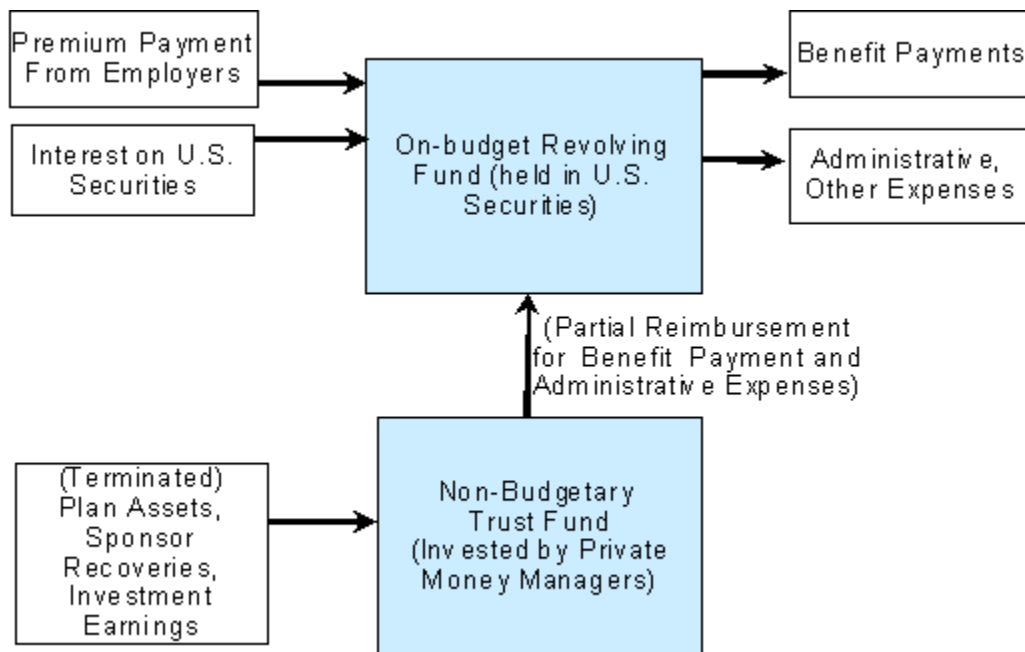 Premium Payment
From Employers
Interest on U.S.
Securities
On-budget Revolving
Fund (held in U.S.
Securities)
Benefit Payments
Administrative,
Other Expenses
(Partial Reimbursement
for Benefit Payment and
Administrative Expenses)
(Terminated)
Plan Assets,
Sponsor
Recoveries,
Investment
Earnings
Non-Budgetary
Trust Fund
(Invested by Private
Money Managers)